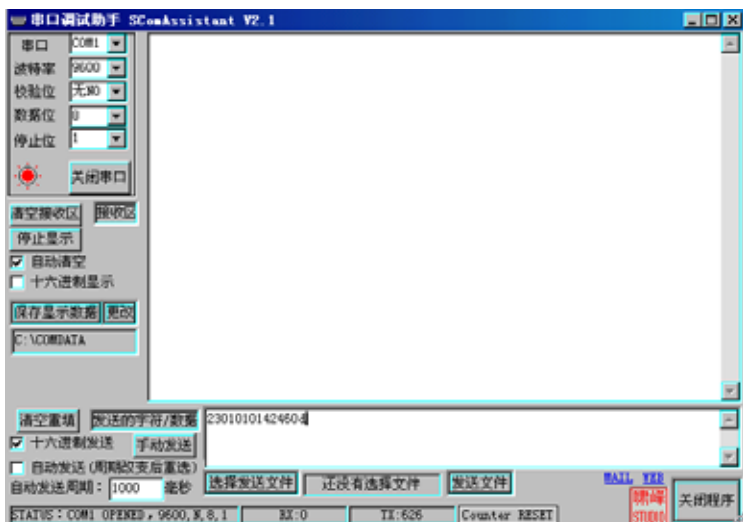 串口调试助手 SComAssistant V2.1
串口 COM1
波特率 9600
校验位 无NO
数据位 8
停止位 1
关闭串口
清空接收区 接收区
停止显示
自动清空
十六进制显示
保存显示数据 更改
C:\COMDATA
清空重填 发送的字符/数据
23010101424604
十六进制发送 手动发送
自动发送(周期改变后重选)
自动发送周期: 1000 毫秒
选择发送文件 还没有选择文件 发送文件
MAIL WEB
STUDIO
关闭程序
STATUS:COM1 OPENED,9600,N,8,1 RX:0 TX:626 Counter RESET